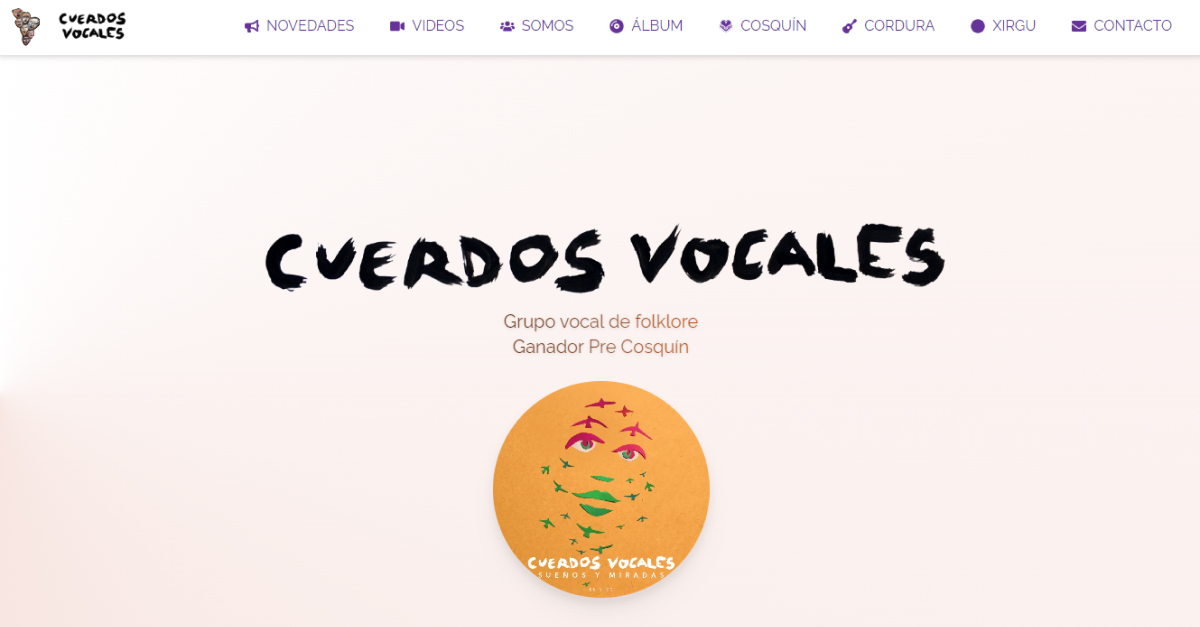 CUERDOS
VOCALES
NOVEDADES
VIDEOS
SOMOS
ÁLBUM
COSQUÍN
CORDURA
XIRGU
CONTACTO
CUERDOS VOCALES
Grupo vocal de folklore
Ganador Pre Cosquín
CUERDOS VOCALES
SUEÑOS Y MIRADAS